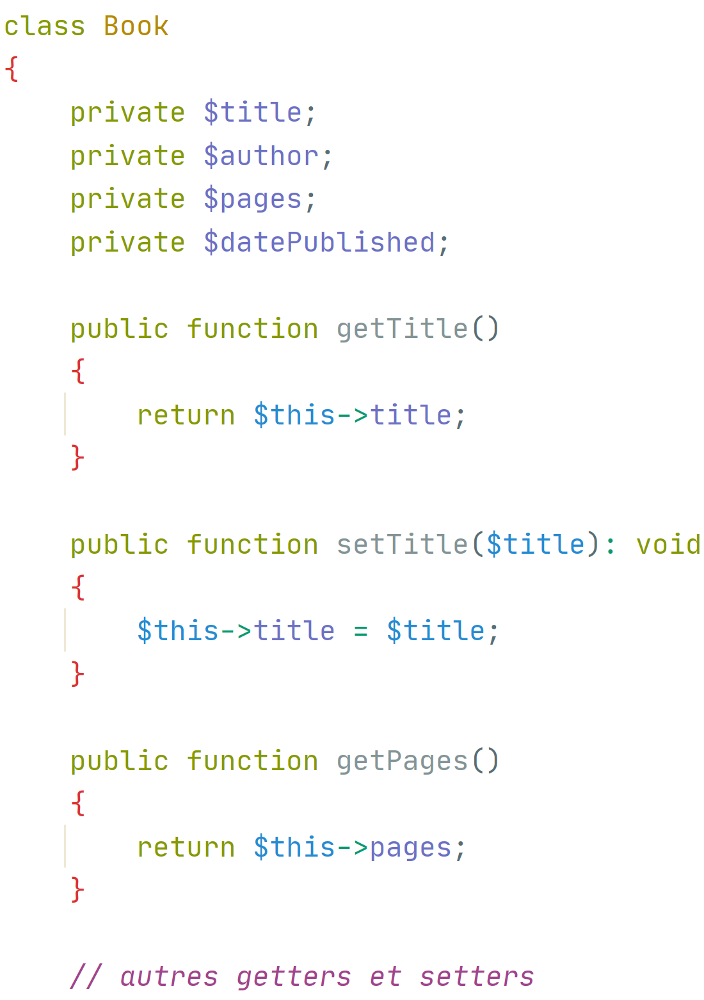 class Book
{
    private $title;
    private $author;
    private $pages;
    private $datePublished;

    public function getTitle()
    {
        return $this->title;
    }

    public function setTitle($title): void
    {
        $this->title = $title;
    }

    public function getPages()
    {
        return $this->pages;
    }

    // autres getters et setters